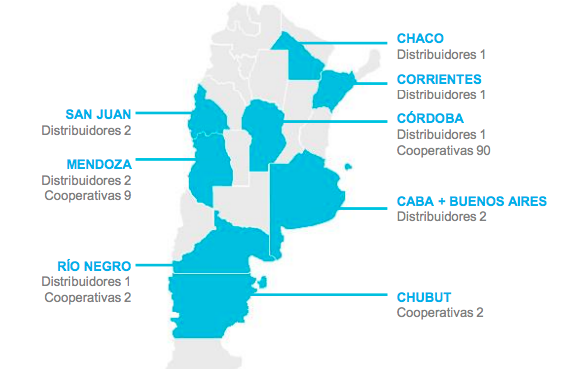 CHACO
Distribuidores 1
CORRIENTES
Distribuidores 1
SAN JUAN
Distribuidores 2
CÓRDOBA
Distribuidores 1
Cooperativas 90
MENDOZA
Distribuidores 2
Cooperativas 9
CABA + BUENOS AIRES
Distribuidores 2
RÍO NEGRO
Distribuidores 1
Cooperativas 2
CHUBUT
Cooperativas 2